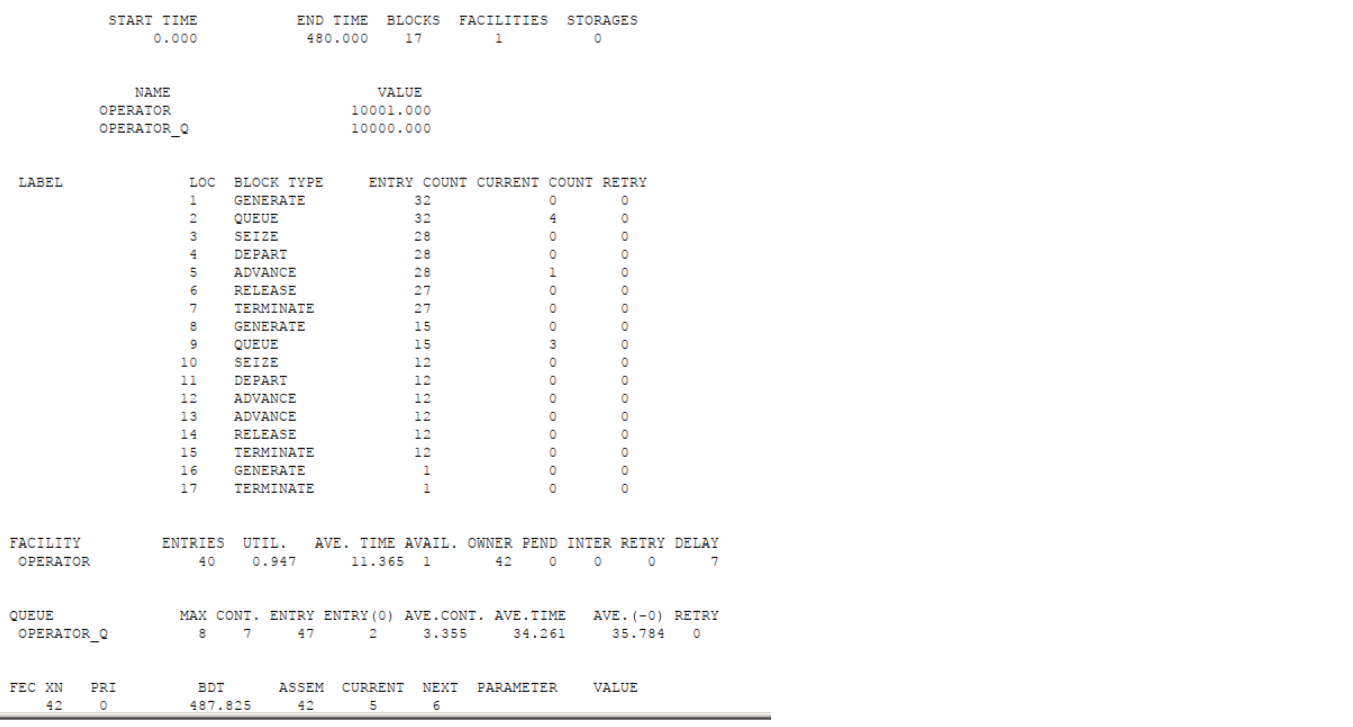 START TIME END TIME BLOCKS FACILITIES STORAGES
0.000 480.000 17 1 0
NAME VALUE
OPERATOR 10001.000
OPERATOR_Q 10000.000
LABEL LOC BLOCK TYPE ENTRY COUNT CURRENT COUNT RETRY
1 GENERATE 32 0 0
2 QUEUE 32 4 0
3 SEIZE 28 0 0
4 DEPART 28 0 0
5 ADVANCE 28 1 0
6 RELEASE 27 0 0
7 TERMINATE 27 0 0
8 GENERATE 15 0 0
9 QUEUE 15 3 0
10 SEIZE 12 0 0
11 DEPART 12 0 0
12 ADVANCE 12 0 0
13 ADVANCE 12 0 0
14 RELEASE 12 0 0
15 TERMINATE 12 0 0
16 GENERATE 1 0 0
17 TERMINATE 1 0 0
FACILITY ENTRIES UTIL. AVE. TIME AVAIL. OWNER PEND INTER RETRY DELAY
OPERATOR 40 0.947 11.365 1 42 0 0 0 7
QUEUE MAX CONT. ENTRY ENTRY(0) AVE.CONT. AVE.TIME AVE.(-0) RETRY
OPERATOR_Q 8 7 47 2 3.355 34.261 35.784 0
FEC XN PRI BDT ASSEM CURRENT NEXT PARAMETER VALUE
42 0 487.825 42 5 6